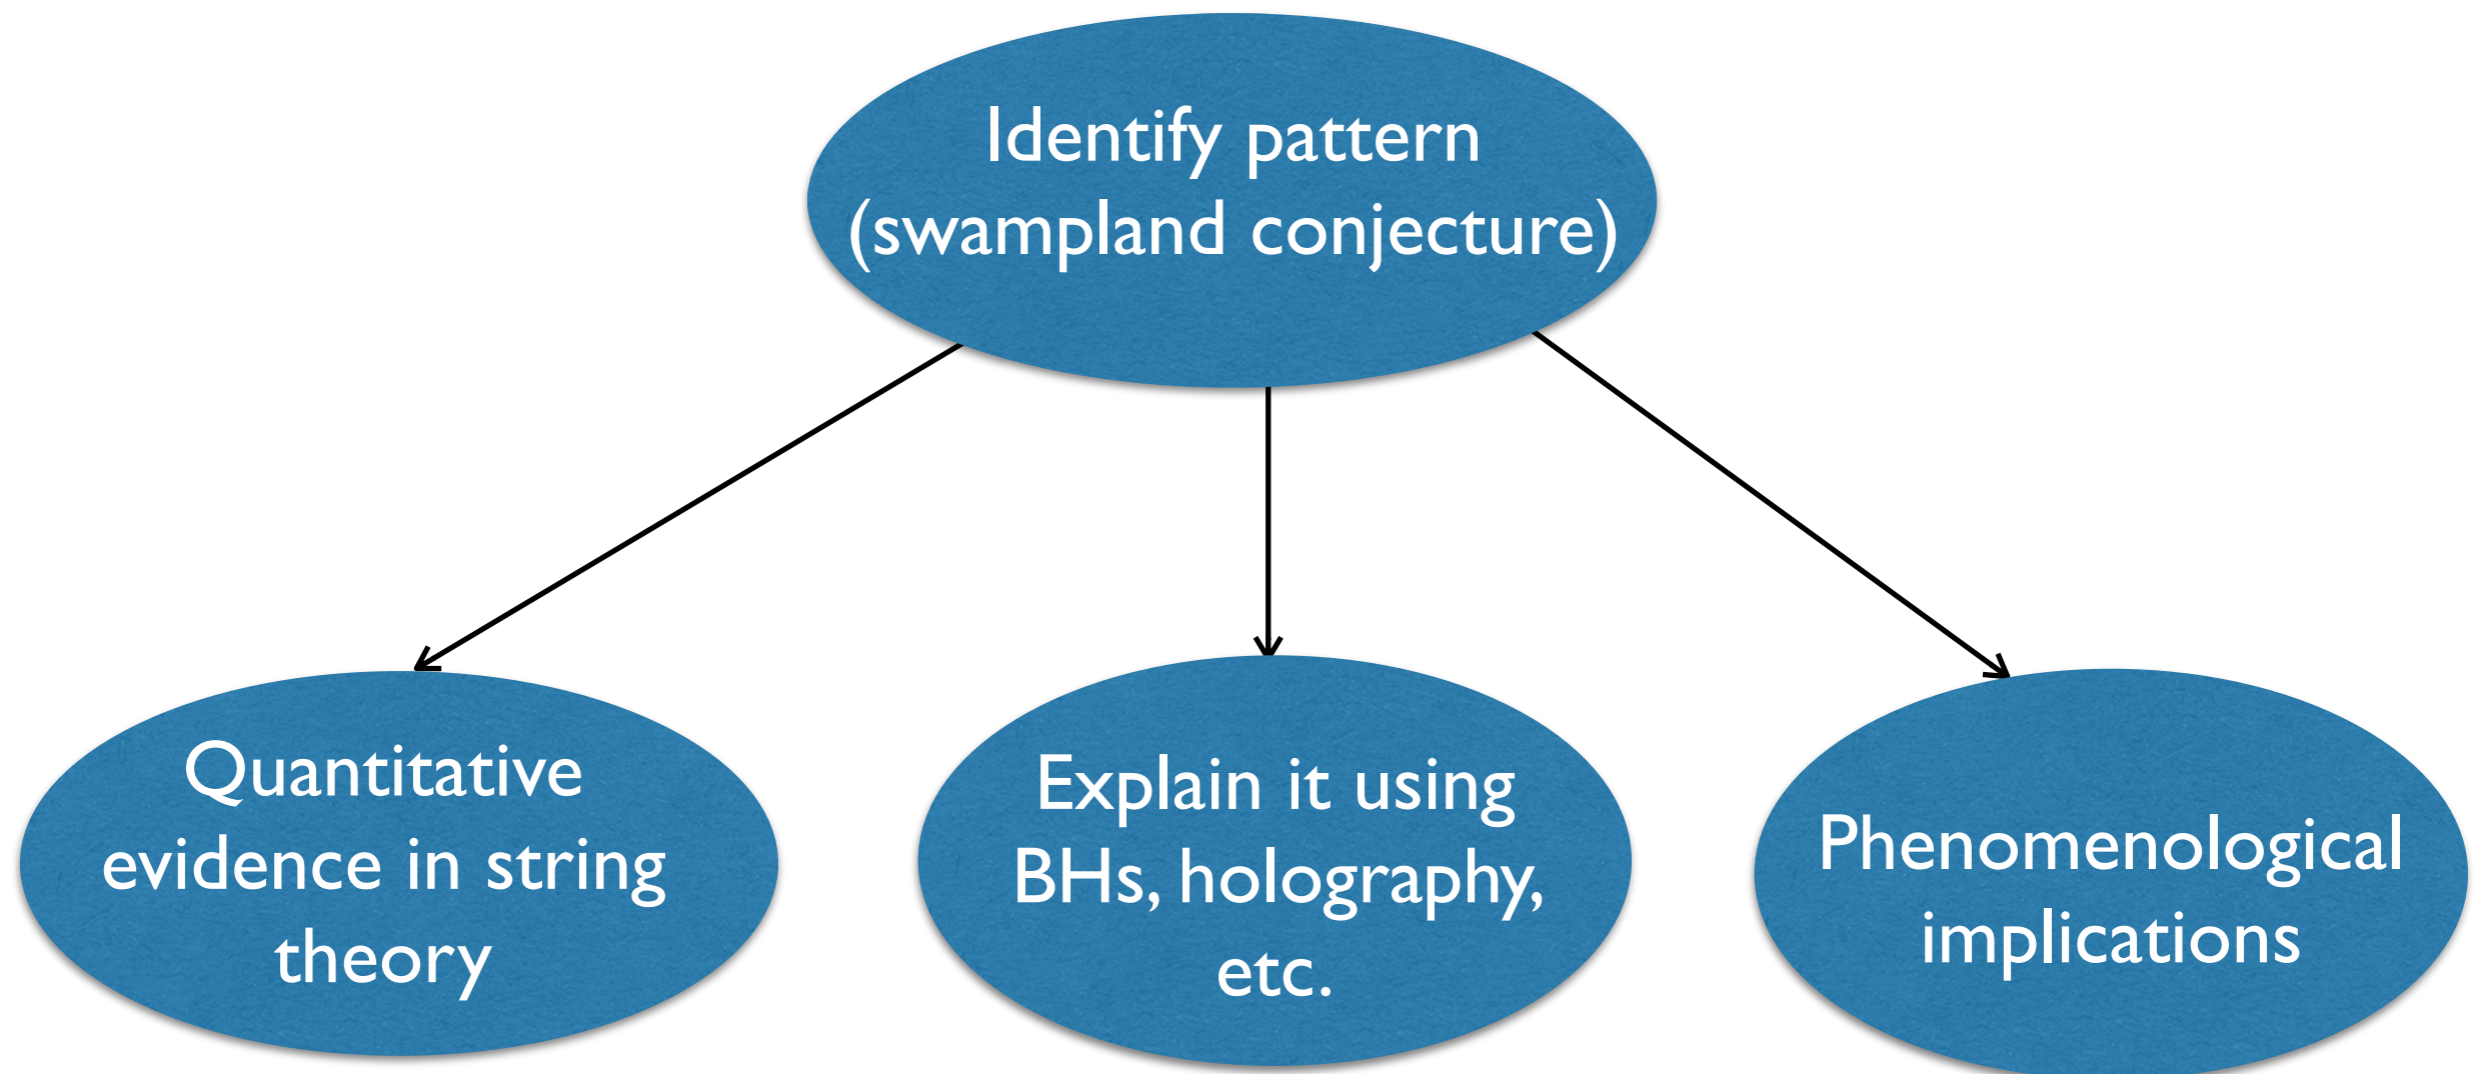 Identify pattern
(swampland conjecture)
Quantitative
evidence in string
theory
Explain it using
BHs, holography,
etc.
Phenomenological
implications